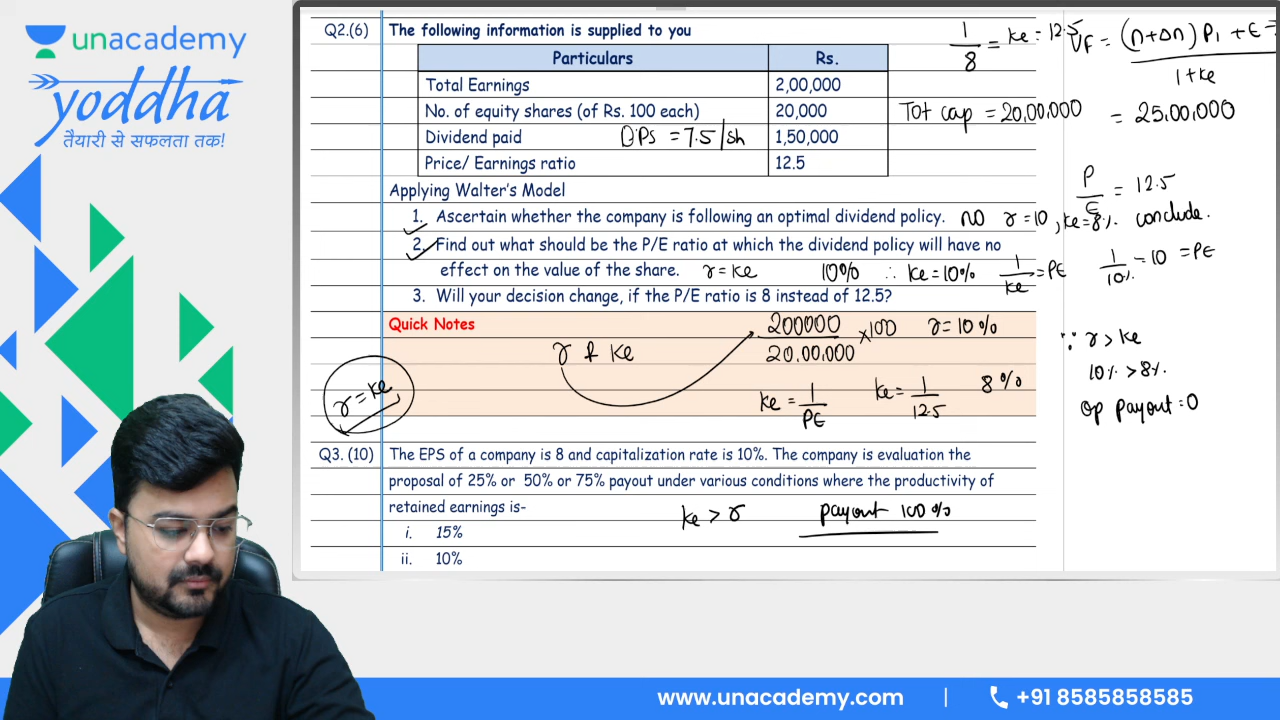 unacademy
yoddha
तैयारी से सफलता तक!
Q2.(6) The following information is supplied to you
Particulars Rs.
Total Earnings 2,00,000
No. of equity shares (of Rs. 100 each) 20,000
Dividend paid DPS = 7.5/sh 1,50,000
Price/ Earnings ratio 12.5
1/8 = ke = 12.5
VF = (n+Δn) P1 + E =
1+ke
Tot cap = 20,00,000 = 25,00,000
P/E = 12.5
Applying Walter's Model
1. Ascertain whether the company is following an optimal dividend policy. no r = 10, ke = 8%. conclude.
2. Find out what should be the P/E ratio at which the dividend policy will have no
effect on the value of the share. r = ke 10% ∴ ke = 10% 1/ke = PE 1/10% = 10 = PE
3. Will your decision change, if the P/E ratio is 8 instead of 12.5?
Quick Notes
r & ke
200000/20,00,000 ×100 r = 10%
r = ke
ke = 1/PE ke = 1/12.5 8%
∵ r > ke
10% > 8%.
op payout = 0
Q3. (10) The EPS of a company is 8 and capitalization rate is 10%. The company is evaluation the
proposal of 25% or 50% or 75% payout under various conditions where the productivity of
retained earnings is-
ke > r payout 100%
i. 15%
ii. 10%
www.unacademy.com | +91 8585858585